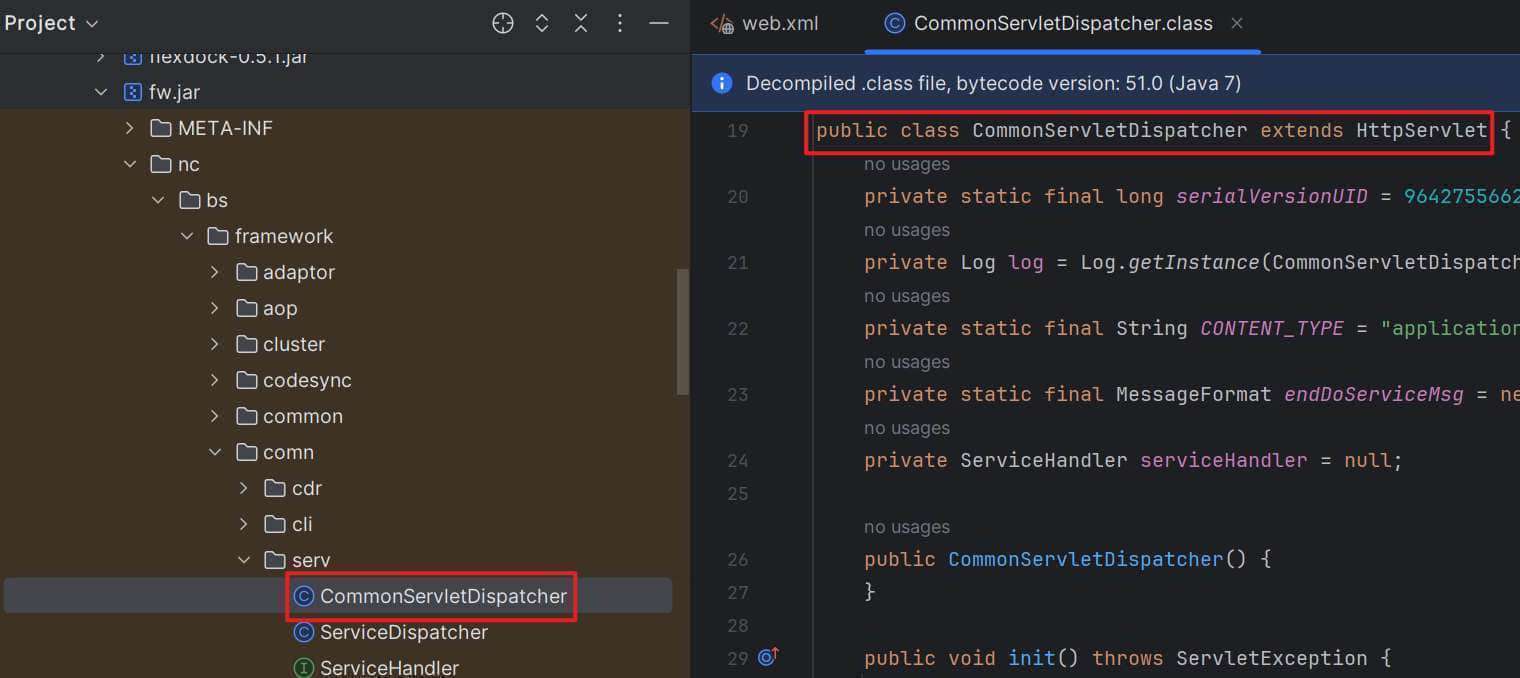 Project
nexdock-0.5.1.jar
fw.jar
META-INF
nc
bs
framework
adaptor
aop
cluster
codesync
common
comn
cdr
cli
serv
CommonServletDispatcher
ServiceDispatcher
ServiceHandler
web.xml
CommonServletDispatcher.class
Decompiled .class file, bytecode version: 51.0 (Java 7)
19 public class CommonServletDispatcher extends HttpServlet {
no usages
20 private static final long serialVersionUID = 9642755662
no usages
21 private Log log = Log.getInstance(CommonServletDispatch
no usages
22 private static final String CONTENT_TYPE = "application
no usages
23 private static final MessageFormat endDoServiceMsg = ne
no usages
24 private ServiceHandler serviceHandler = null;
25
no usages
26 public CommonServletDispatcher() {
27 }
28
29 public void init() throws ServletException {